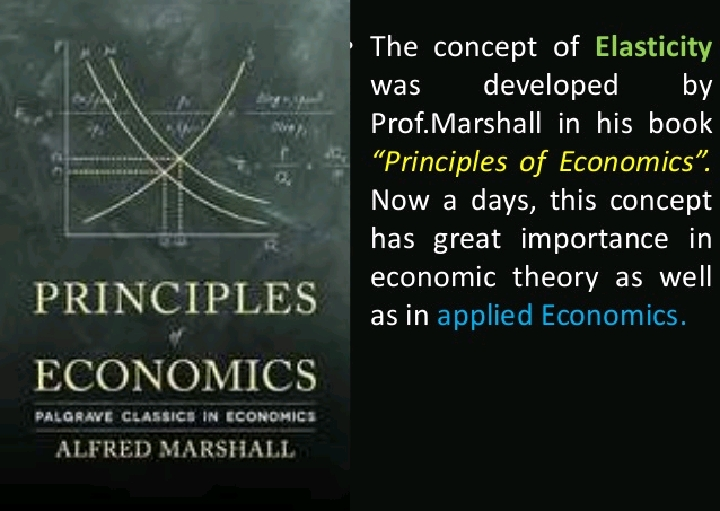 The concept of Elasticity
was developed by
Prof.Marshall in his book
“Principles of Economics”.
Now a days, this concept
has great importance in
economic theory as well
as in applied Economics.
PRINCIPLES
of
ECONOMICS
PALGRAVE CLASSICS IN ECONOMICS
ALFRED MARSHALL